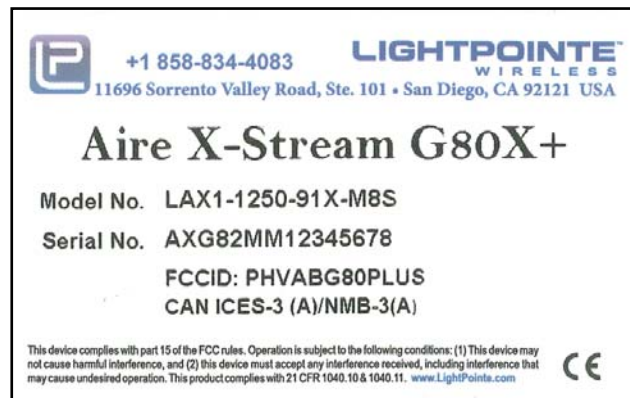 LP
+1 858-834-4083
LIGHTPOINTE™
WIRELESS
11696 Sorrento Valley Road, Ste. 101 • San Diego, CA 92121 USA
Aire X-Stream G80X+
Model No. LAX1-1250-91X-M8S
Serial No. AXG82MM12345678
FCCID: PHVABG80PLUS
CAN ICES-3 (A)/NMB-3(A)
This device complies with part 15 of the FCC rules. Operation is subject to the following conditions: (1) This device may
not cause harmful interference, and (2) this device must accept any interference received, including interference that
may cause undesired operation. This product complies with 21 CFR 1040.10 & 1040.11. www.LightPointe.com
CE